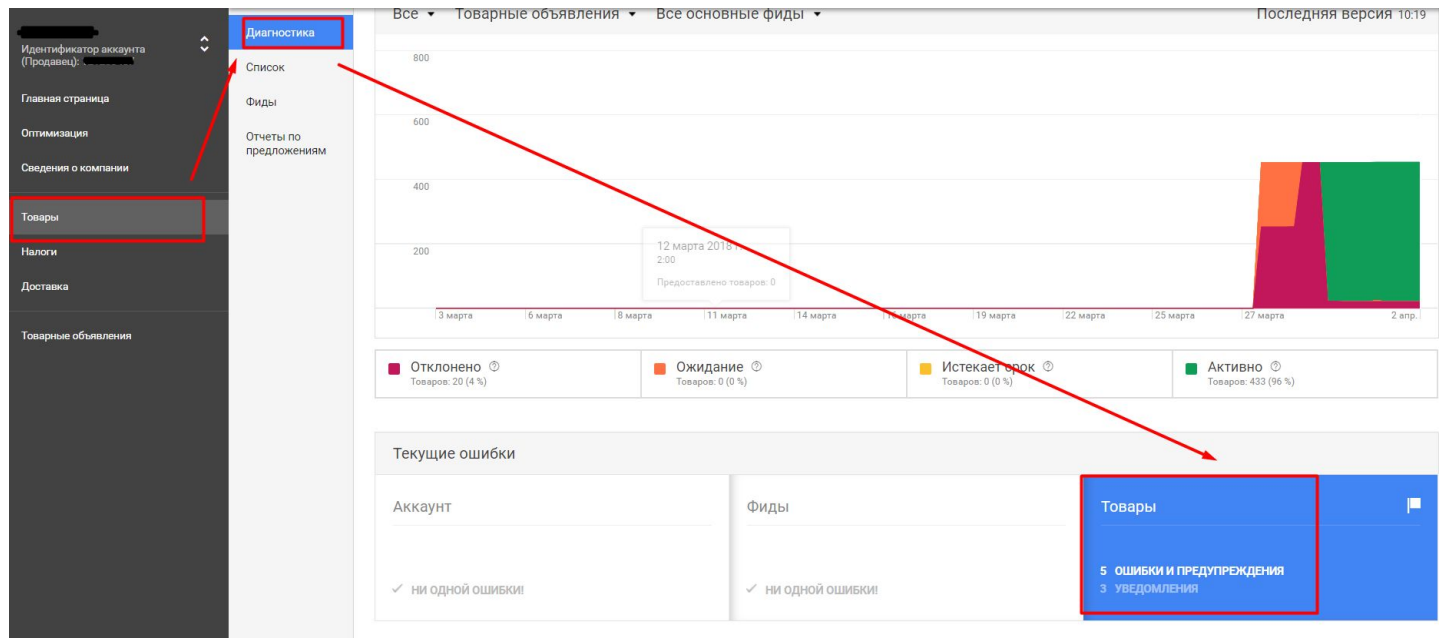 Идентификатор аккаунта
(Продавец):
Главная страница
Оптимизация
Сведения о компании
Товары
Налоги
Доставка
Товарные объявления
Диагностика
Список
Фиды
Отчеты по
предложениям
Все Товарные объявления Все основные фиды Последняя версия 10:19
800
600
400
200
12 марта 2018 г
2:00
Предоставлено товаров: 0
3 марта 6 марта 8 марта 11 марта 14 марта марта 19 марта 22 марта 25 марта 27 марта 2 апр.
Отклонено
Товаров: 20 (4 %)
Ожидание
Товаров: 0 (0 %)
Истекает срок
Товаров: 0 (0 %)
Активно
Товаров: 433 (96 %)
Текущие ошибки
Аккаунт
НИ ОДНОЙ ОШИБКИ!
Фиды
НИ ОДНОЙ ОШИБКИ!
Товары
5 ОШИБКИ И ПРЕДУПРЕЖДЕНИЯ
3 УВЕДОМЛЕНИЯ